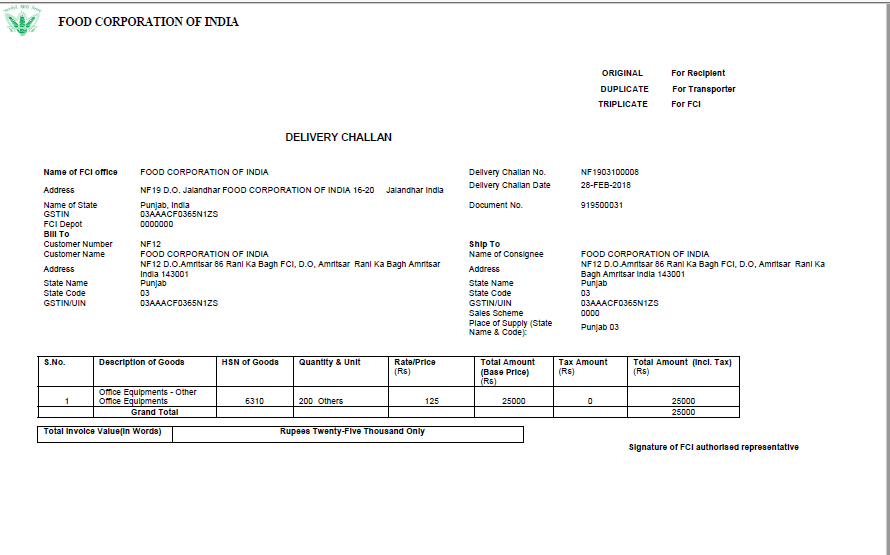 FOOD CORPORATION OF INDIA
ORIGINAL For Recipient
DUPLICATE For Transporter
TRIPLICATE For FCI
DELIVERY CHALLAN
Name of FCI office FOOD CORPORATION OF INDIA Delivery Challan No. NF1903100008
Address NF19 D.O. Jalandhar FOOD CORPORATION OF INDIA 16-20 Jalandhar India Delivery Challan Date 28-FEB-2018
Name of State Punjab, India Document No. 919500031
GSTIN 03AAACF0365N1ZS
FCI Depot 0000000
Bill To
Customer Number NF12 Ship To
Customer Name FOOD CORPORATION OF INDIA Name of Consignee FOOD CORPORATION OF INDIA
Address NF12 D.O.Amritsar 86 Rani Ka Bagh FCI, D.O, Amritsar Rani Ka Bagh Amritsar Address NF12 D.O.Amritsar 86 Rani Ka Bagh FCI, D.O, Amritsar Rani Ka
India 143001 Bagh Amritsar India 143001
State Name Punjab State Name Punjab
State Code 03 State Code 03
GSTIN/UIN 03AAACF0365N1ZS GSTIN/UIN 03AAACF0365N1ZS
Sales Scheme 0000
Place of Supply (State
Name & Code): Punjab 03
S.No. Description of Goods HSN of Goods Quantity & Unit Rate/Price Total Amount Tax Amount Total Amount (Incl. Tax)
(Rs) (Base Price) (Rs) (Rs)
(Rs)
Office Equipments - Other
1 Office Equipments 6310 200 Others 125 25000 0 25000
Grand Total 25000
Total Invoice Value(In Words) Rupees Twenty-Five Thousand Only
Signature of FCI authorised representative